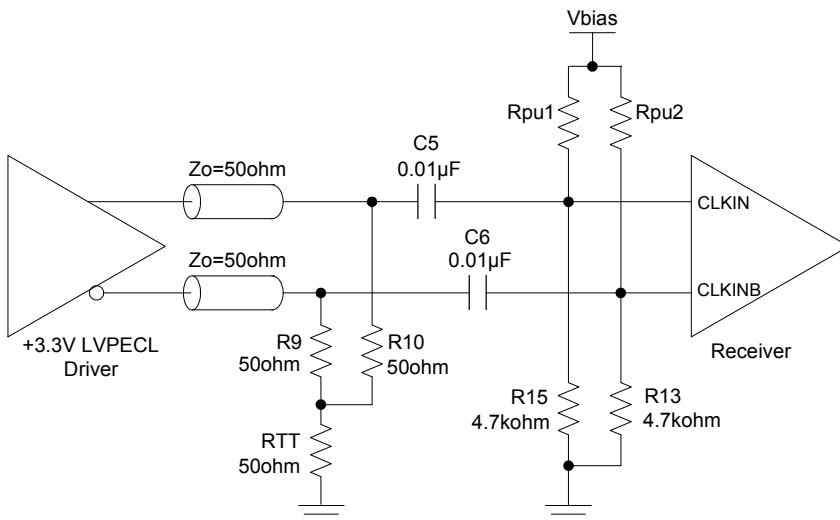 Vbias
Rpu1
Rpu2
C5
0.01µF
Zo=50ohm
CLKIN
C6
0.01µF
Zo=50ohm
CLKINB
+3.3V LVPECL
Driver
R9
50ohm
R10
50ohm
Receiver
R15
4.7kohm
R13
4.7kohm
RTT
50ohm